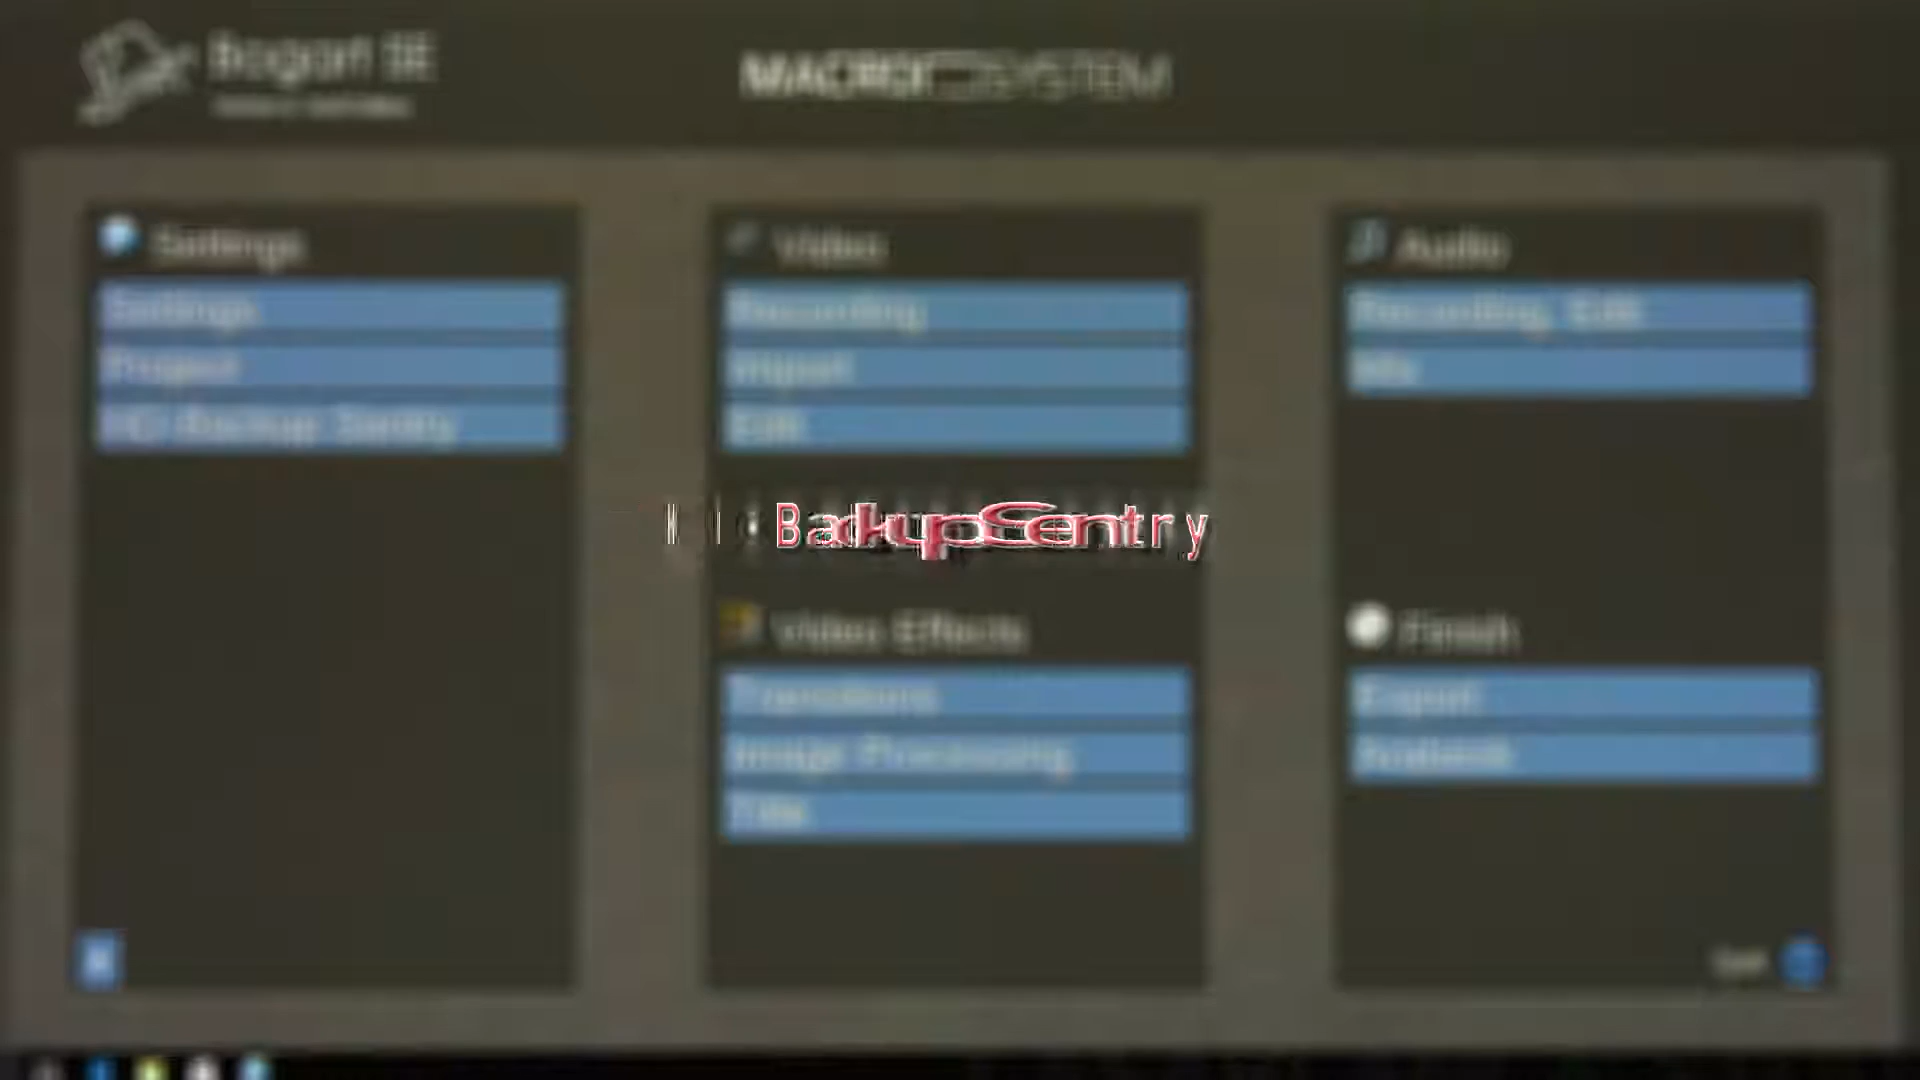 Bogart SE
MACROSYSTEM
Settings
Settings
Project
HD Backup Sentry
Video
Recording
Import
Edit
Audio
Recording, Edit
Mix
Backup Sentry
Video Effects
Transitions
Image Processing
Title
Finish
Export
Quit